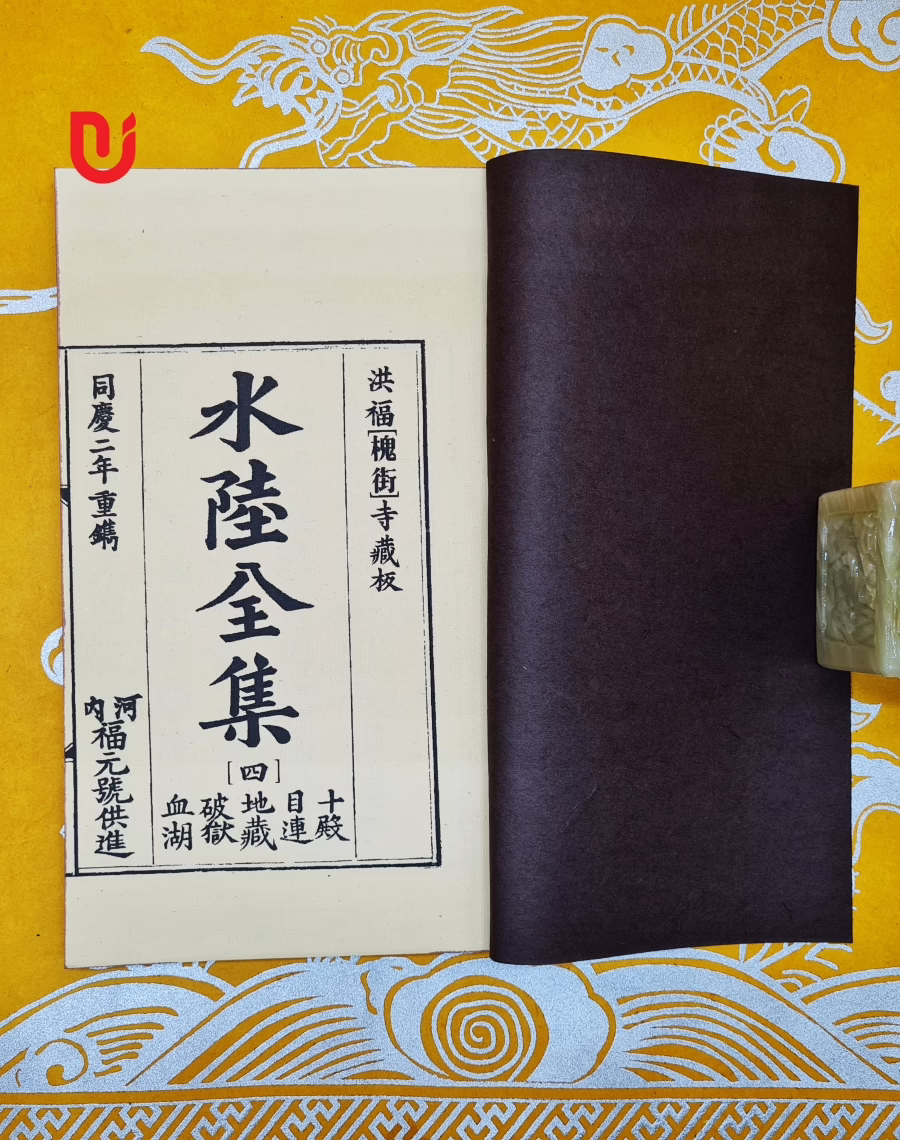 洪福[槐街]寺藏板
水陸全集
[四]
十殿
目連
地藏
破獄
血湖
同慶二年重鐫
河內福元號供進